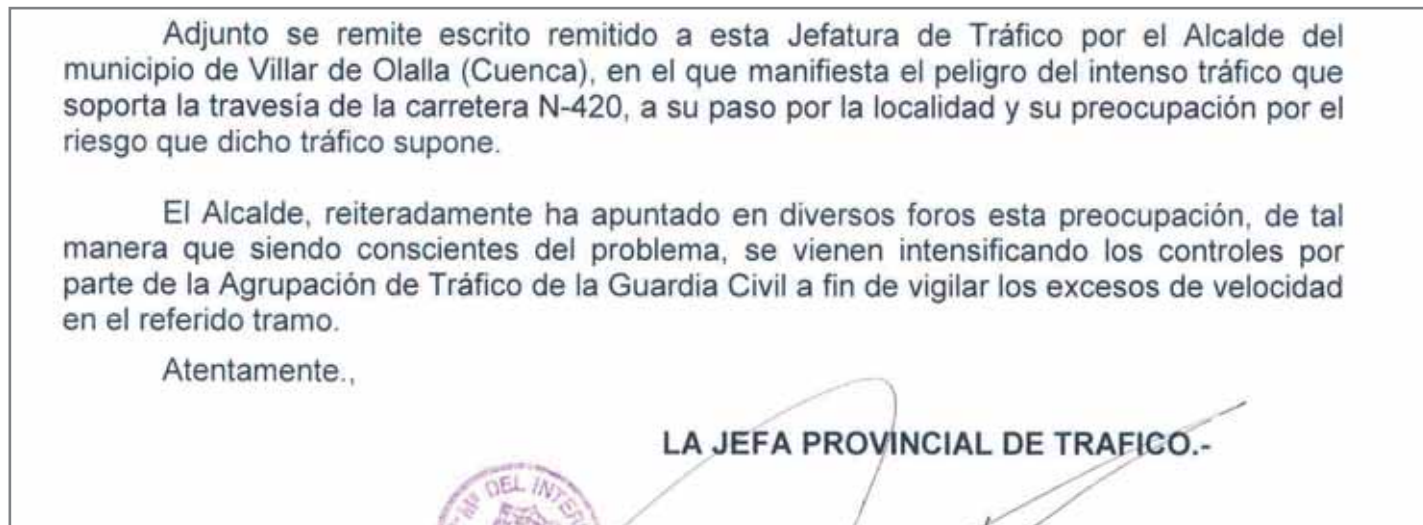 Adjunto se remite escrito remitido a esta Jefatura de Tráfico por el Alcalde del
municipio de Villar de Olalla (Cuenca), en el que manifiesta el peligro del intenso tráfico que
soporta la travesía de la carretera N-420, a su paso por la localidad y su preocupación por el
riesgo que dicho tráfico supone.
El Alcalde, reiteradamente ha apuntado en diversos foros esta preocupación, de tal
manera que siendo conscientes del problema, se vienen intensificando los controles por
parte de la Agrupación de Tráfico de la Guardia Civil a fin de vigilar los excesos de velocidad
en el referido tramo.
Atentamente.,
LA JEFA PROVINCIAL DE TRAFICO.-
Mº DEL